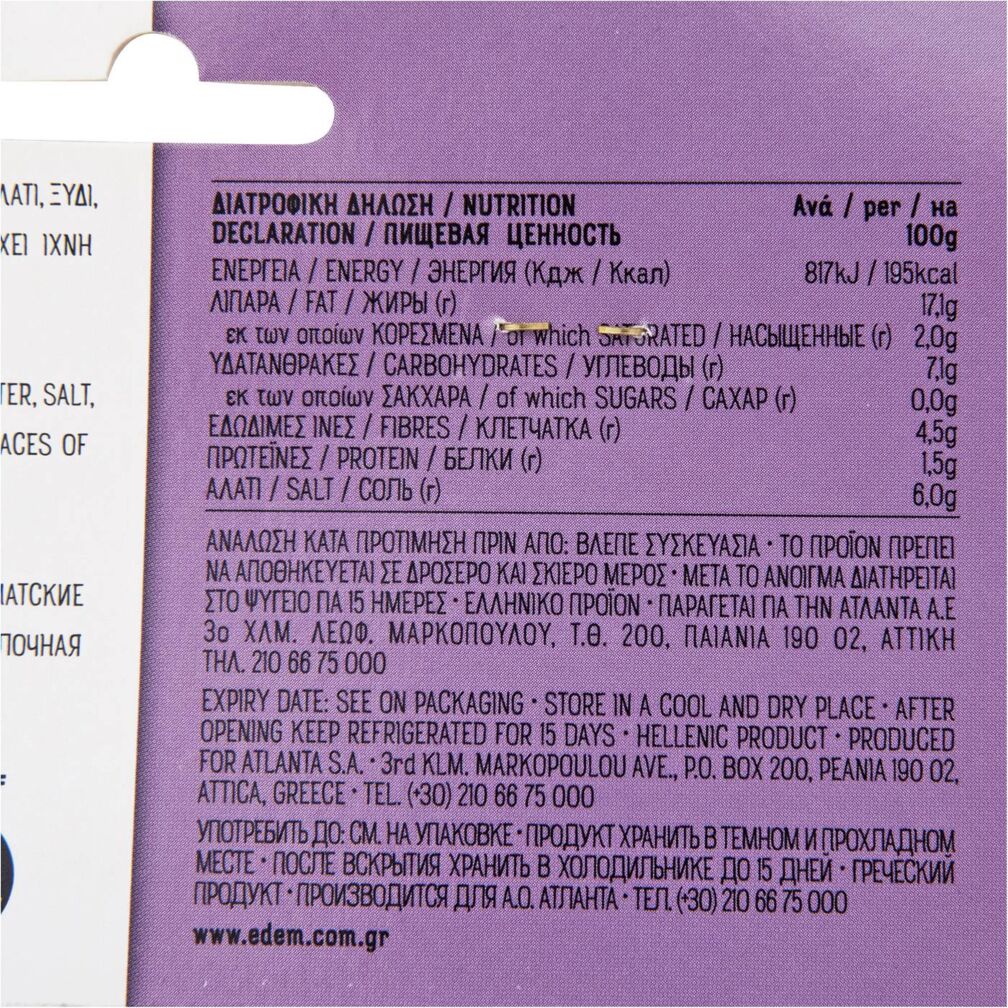 ΛΑΤΙ, ΞΥΔΙ,
ΧΕΙ ΙΧΝΗ
TER, SALT,
ACES OF
ΜΑΤСКИЕ
ЛОЧНАЯ
ΔΙΑΤΡΟΦΙΚΗ ΔΗΛΩΣΗ / NUTRITION Ανά / per / на
DECLARATION / ПИЩЕВАЯ ЦЕННОСТЬ 100g
ΕΝΕΡΓΕΙΑ / ENERGY / ЭНЕРГИЯ (Кдж / Ккал) 817kJ / 195kcal
ΛΙΠΑΡΑ / FAT / ЖИРЫ (г) 17,1g
εκ των οποίων ΚΟΡΕΣΜΕΝΑ / of which SATURATED / НАСЫЩЕННЫЕ (г) 2,0g
ΥΔΑΤΑΝΘΡΑΚΕΣ / CARBOHYDRATES / УГЛЕВОДЫ (г) 7,1g
εκ των οποίων ΣΑΚΧΑΡΑ / of which SUGARS / САХАР (г) 0,0g
ΕΔΩΔΙΜΕΣ ΙΝΕΣ / FIBRES / КЛЕТЧАТКА (г) 4,5g
ΠΡΩΤΕΪΝΕΣ / PROTEIN / БЕЛКИ (г) 1,5g
ΑΛΑΤΙ / SALT / СОЛЬ (г) 6,0g
ΑΝΑΛΩΣΗ ΚΑΤΑ ΠΡΟΤΙΜΗΣΗ ΠΡΙΝ ΑΠΟ: ΒΛΕΠΕ ΣΥΣΚΕΥΑΣΙΑ · ΤΟ ΠΡΟΪΟΝ ΠΡΕΠΕΙ
ΝΑ ΑΠΟΘΗΚΕΥΕΤΑΙ ΣΕ ΔΡΟΣΕΡΟ ΚΑΙ ΣΚΙΕΡΟ ΜΕΡΟΣ · ΜΕΤΑ ΤΟ ΑΝΟΙΓΜΑ ΔΙΑΤΗΡΕΙΤΑΙ
ΣΤΟ ΨΥΓΕΙΟ ΓΙΑ 15 ΗΜΕΡΕΣ · ΕΛΛΗΝΙΚΟ ΠΡΟΪΟΝ · ΠΑΡΑΓΕΤΑΙ ΓΙΑ ΤΗΝ ΑΤΛΑΝΤΑ Α.Ε
3ο ΧΛΜ. ΛΕΩΦ. ΜΑΡΚΟΠΟΥΛΟΥ, Τ.Θ. 200, ΠΑΙΑΝΙΑ 190 02, ΑΤΤΙΚΗ
ΤΗΛ. 210 66 75 000
EXPIRY DATE: SEE ON PACKAGING · STORE IN A COOL AND DRY PLACE · AFTER
OPENING KEEP REFRIGERATED FOR 15 DAYS · HELLENIC PRODUCT · PRODUCED
FOR ATLANTA S.A. · 3rd KLM. MARKOPOULOU AVE., P.O. BOX 200, PEANIA 190 02,
ATTICA, GREECE · TEL. (+30) 210 66 75 000
УПОТРЕБИТЬ ДО: СМ. НА УПАКОВКЕ · ПРОДУКТ ХРАНИТЬ В ТЕМНОМ И ПРОХЛАДНОМ
МЕСТЕ · ПОСЛЕ ВСКРЫТИЯ ХРАНИТЬ В ХОЛОДИЛЬНИКЕ ДО 15 ДНЕЙ · ГРЕЧЕСКИЙ
ПРОДУКТ · ПРОИЗВОДИТСЯ ДЛЯ А.О. АТЛАНТА · ТЕЛ. (+30) 210 66 75 000
www.edem.com.gr